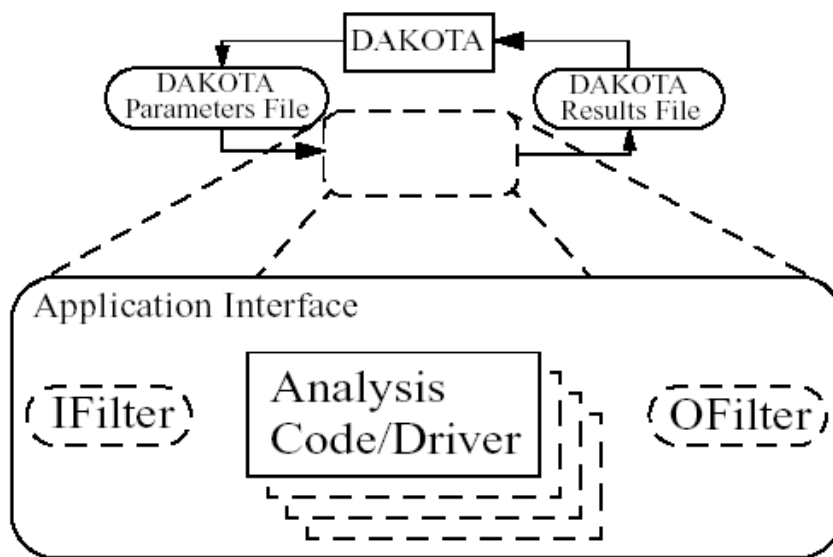 DAKOTA
DAKOTA
Parameters File
DAKOTA
Results File
Application Interface
IFilter
Analysis
Code/Driver
OFilter